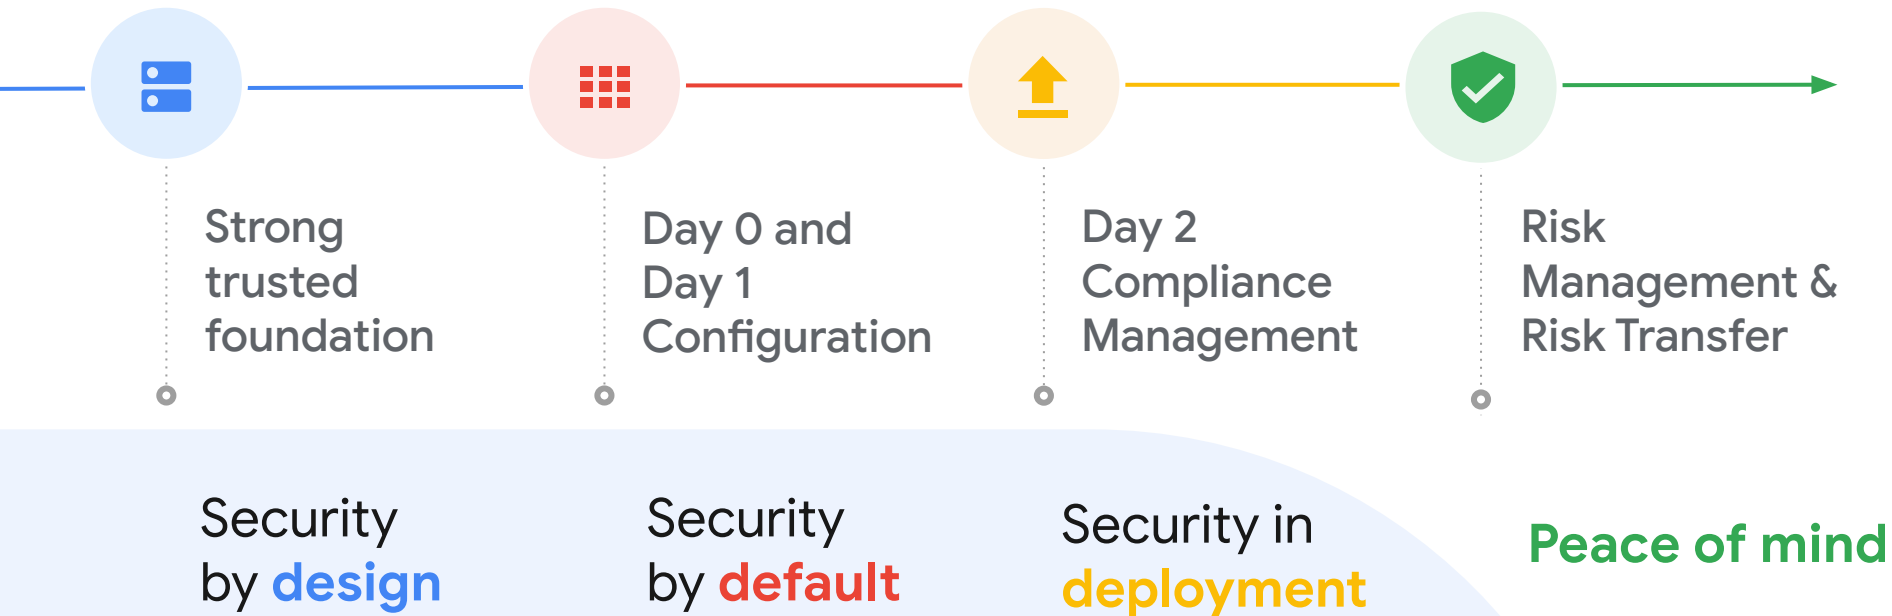 Strong
trusted
foundation
Day 0 and
Day 1
Configuration
Day 2
Compliance
Management
Risk
Management &
Risk Transfer
Security
by design
Security
by default
Security in
deployment
Peace of mind